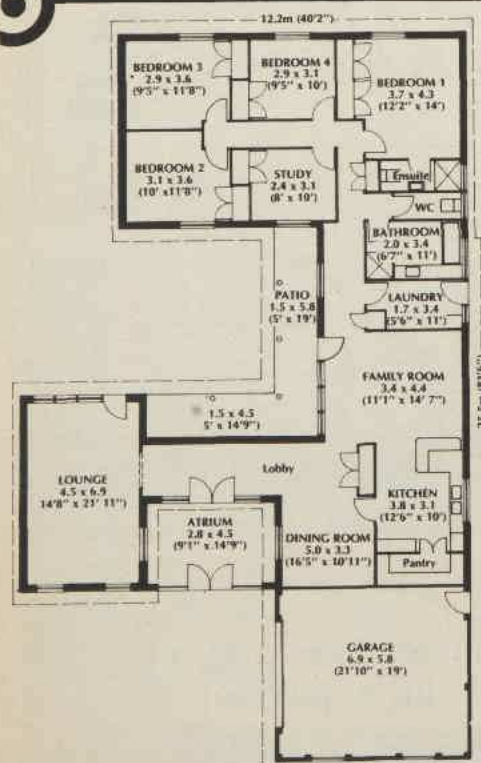 12.2m (40'2")
BEDROOM 3
2.9 x 3.6
(9'5" x 11'8")
BEDROOM 4
2.9 x 3.1
(9'5" x 10')
BEDROOM 1
3.7 x 4.3
(12'2" x 14')
BEDROOM 2
3.1 x 3.6
(10' x 11'8")
STUDY
2.4 x 3.1
(8' x 10')
Ensuite
WC
BATHROOM
2.0 x 3.4
(6'7" x 11')
PATIO
1.5 x 5.8
(5' x 19')
LAUNDRY
1.7 x 3.4
(5'6" x 11')
FAMILY ROOM
3.4 x 4.4
(11'1" x 14' 7")
1.5 x 4.5
5' x 14'9")
Lobby
LOUNGE
4.5 x 6.9
14'8" x 21' 11")
KITCHEN
3.8 x 3.1
(12'6" x 10')
ATRIUM
2.8 x 4.5
(9'1" x 14'9")
DINING ROOM
5.0 x 3.3
(16'5" x 10'11")
Pantry
GARAGE
6.9 x 5.8
(21'10" x 19')